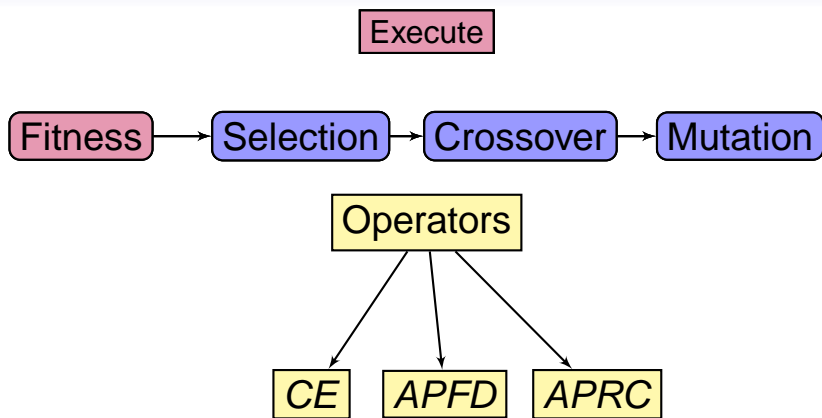 Execute
Fitness Selection Crossover Mutation
Operators
CE APFD APRC